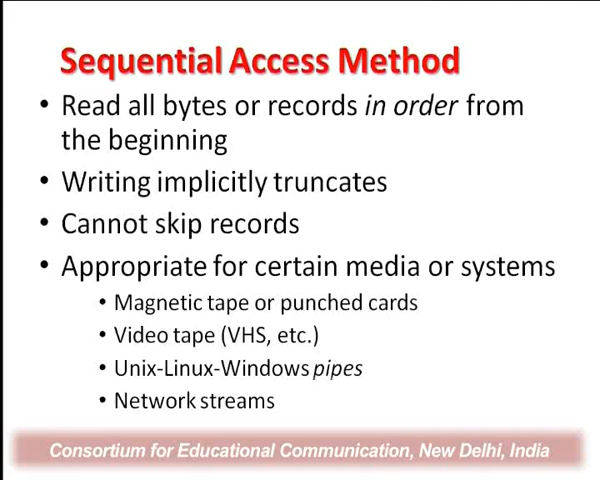 Sequential Access Method
• Read all bytes or records in order from
the beginning
• Writing implicitly truncates
• Cannot skip records
• Appropriate for certain media or systems
• Magnetic tape or punched cards
• Video tape (VHS, etc.)
• Unix-Linux-Windows pipes
• Network streams
Consortium for Educational Communication, New Delhi, India